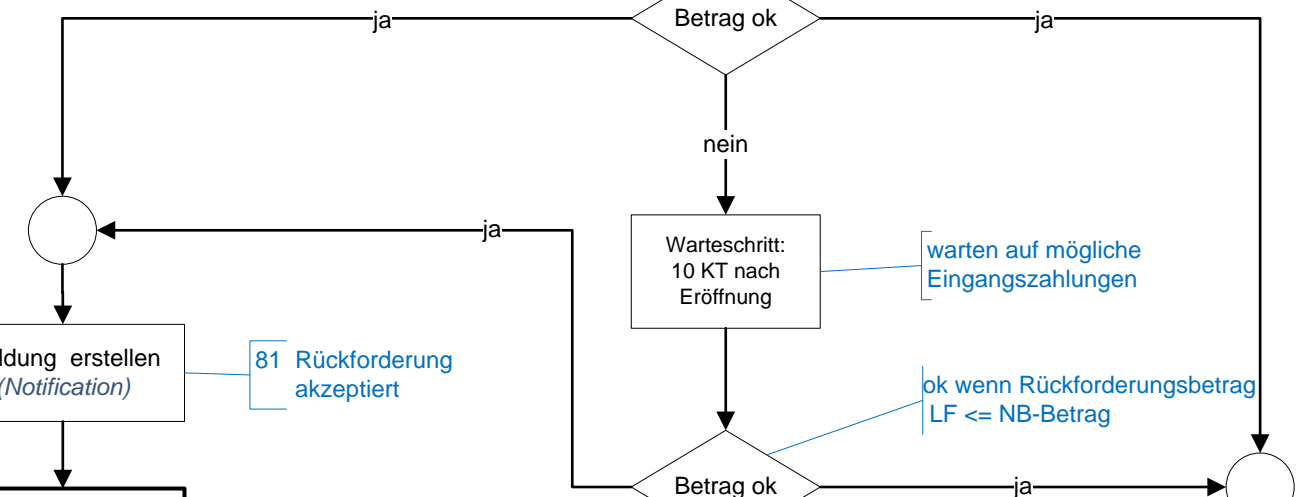 Betrag ok
ja
ja
nein
ja
Warteschritt:
10 KT nach
Eröffnung
warten auf mögliche
Eingangszahlungen
ldung erstellen
(Notification)
81 Rückforderung
akzeptiert
ok wenn Rückforderungsbetrag
LF <= NB-Betrag
Betrag ok
ja